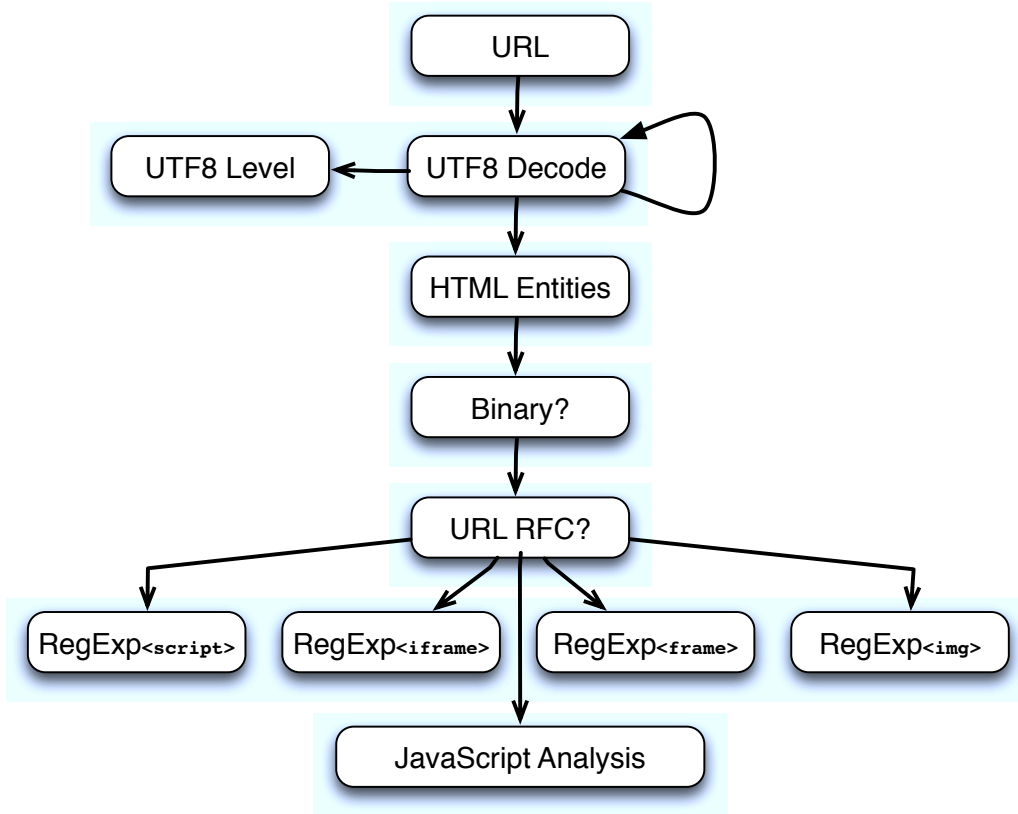 URL
UTF8 Level
UTF8 Decode
HTML Entities
Binary?
URL RFC?
RegExp<script>
RegExp<iframe>
RegExp<frame>
RegExp<img>
JavaScript Analysis